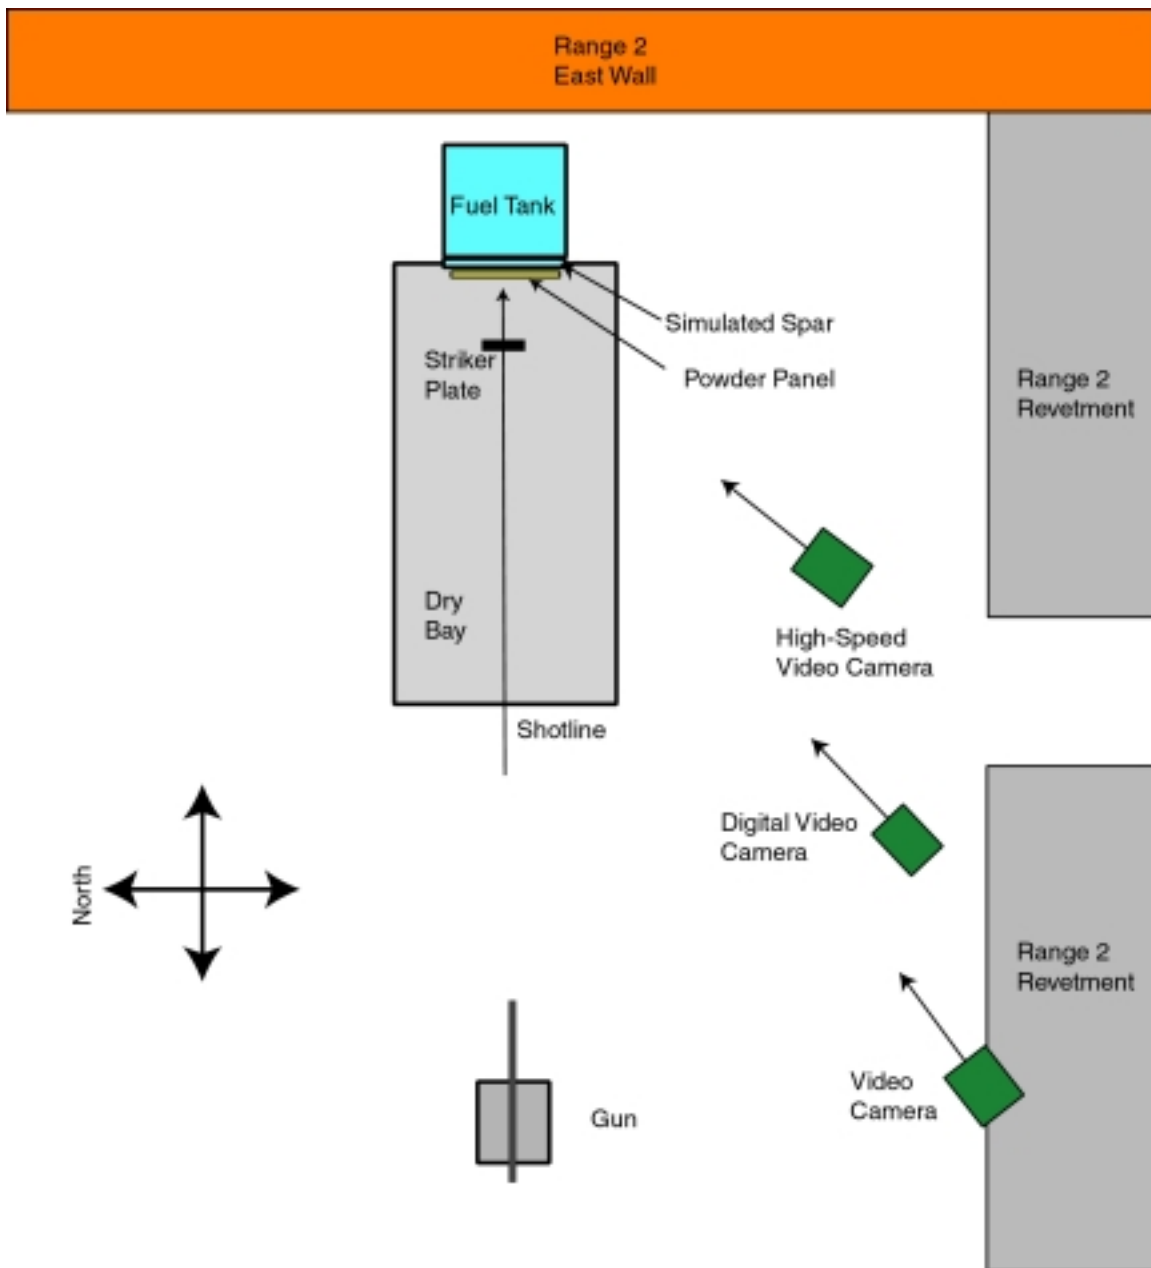 Range 2
East Wall
Fuel Tank
Simulated Spar
Striker
Plate
Powder Panel
Range 2
Revetment
Dry
Bay
High-Speed
Video Camera
Shotline
Digital Video
Camera
North
Range 2
Revetment
Video
Camera
Gun